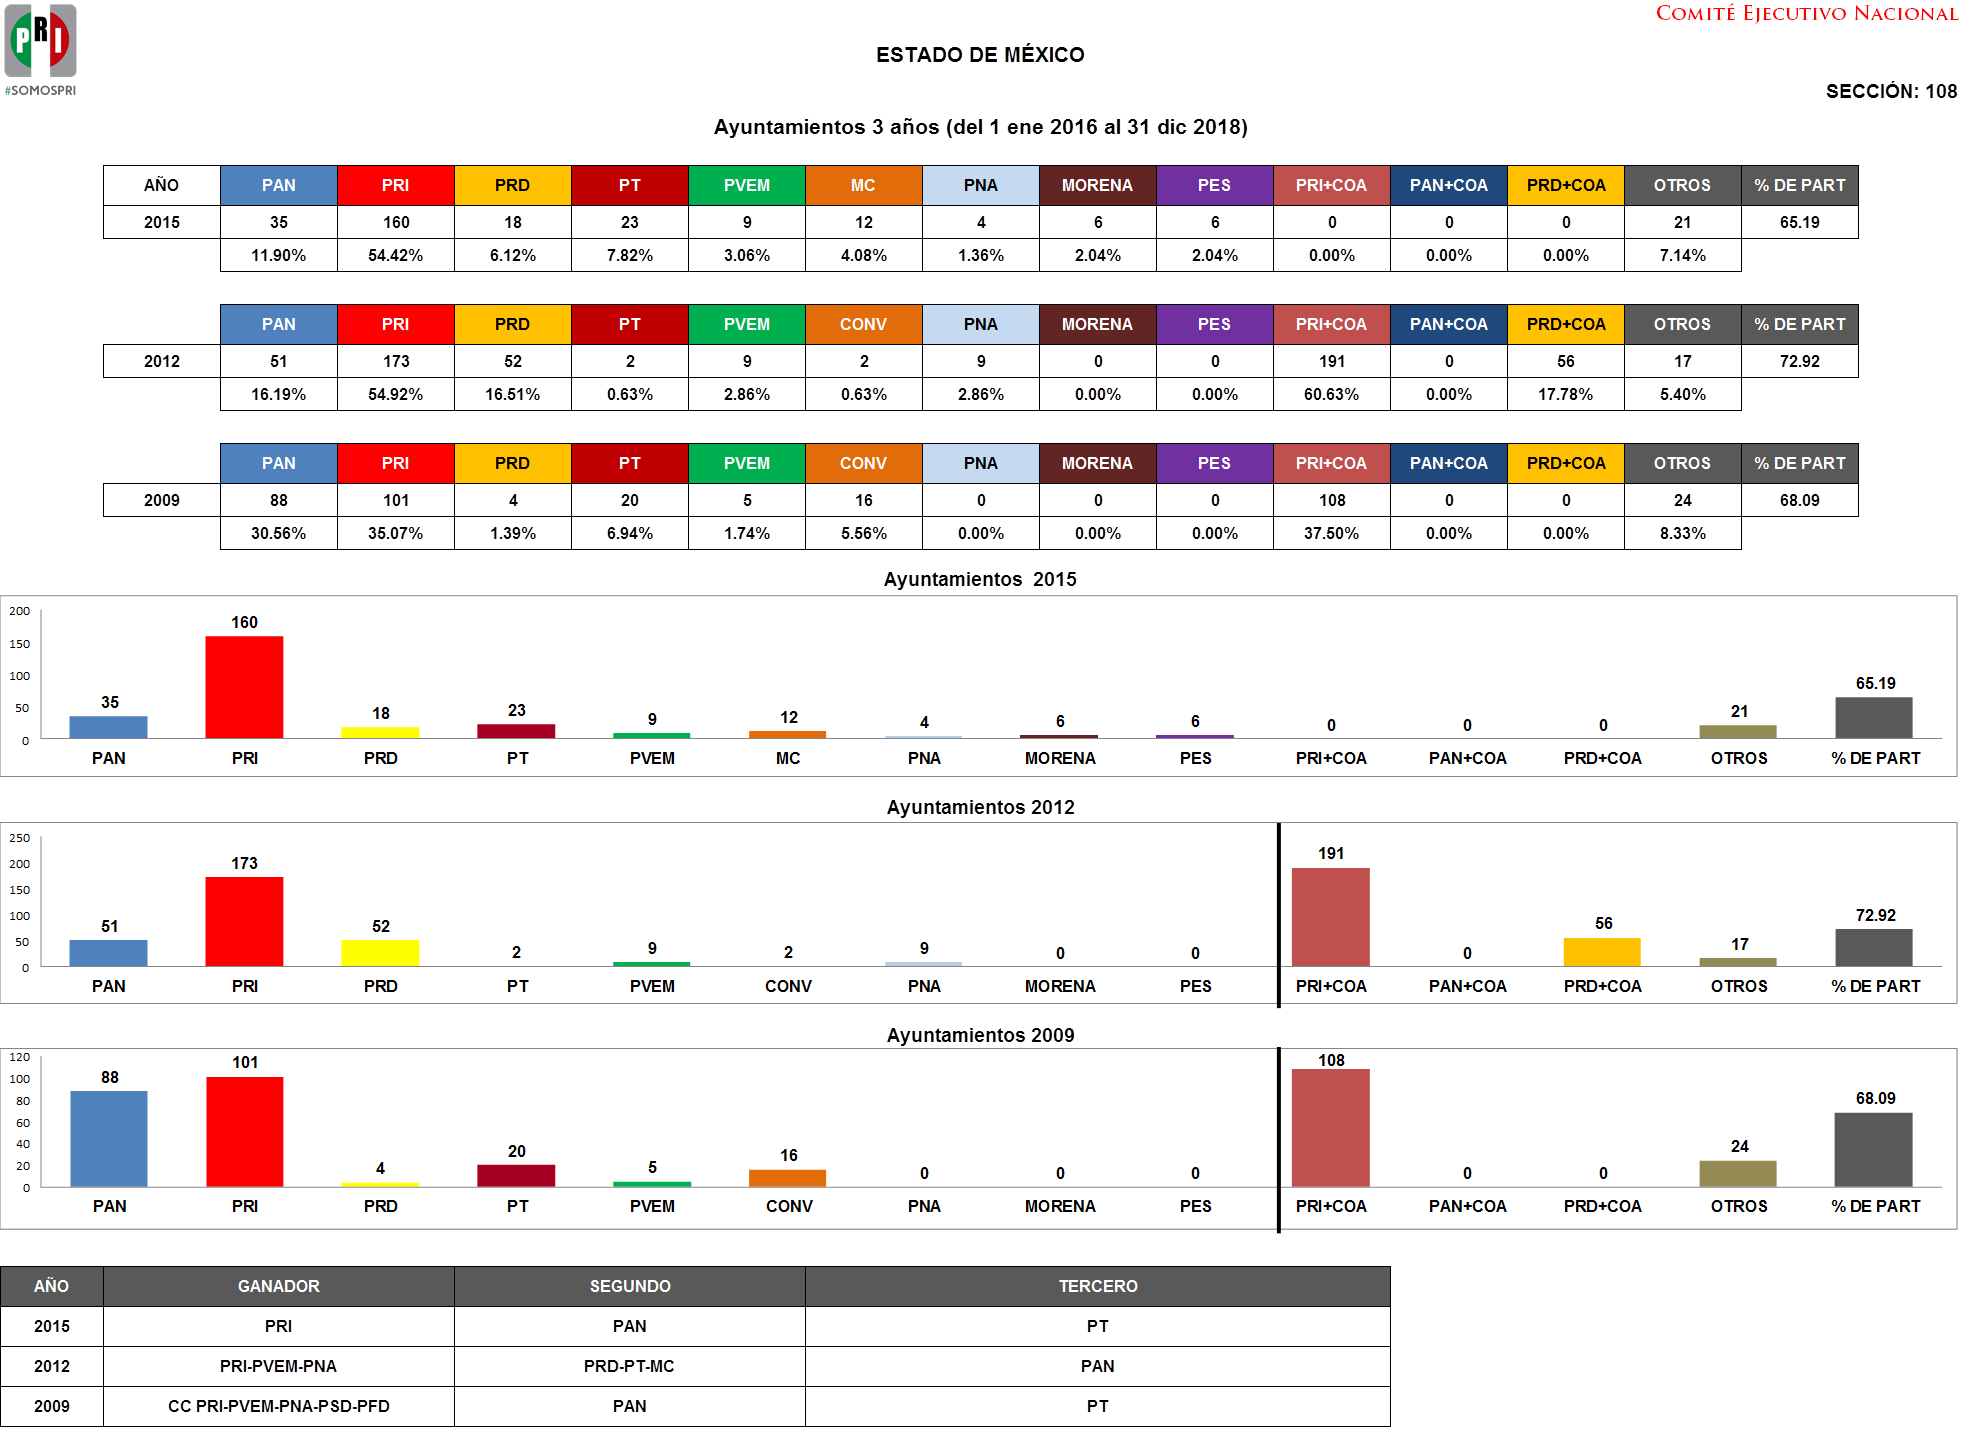 PRI
#SOMOSPRI
COMITÉ EJECUTIVO NACIONAL
ESTADO DE MÉXICO
SECCIÓN: 108
Ayuntamientos 3 años (del 1 ene 2016 al 31 dic 2018)
AÑO PAN PRI PRD PT PVEM MC PNA MORENA PES PRI+COA PAN+COA PRD+COA OTROS % DE PART
2015 35 160 18 23 9 12 4 6 6 0 0 0 21 65.19
11.90% 54.42% 6.12% 7.82% 3.06% 4.08% 1.36% 2.04% 2.04% 0.00% 0.00% 0.00% 7.14%
PAN PRI PRD PT PVEM CONV PNA MORENA PES PRI+COA PAN+COA PRD+COA OTROS % DE PART
2012 51 173 52 2 9 2 9 0 0 191 0 56 17 72.92
16.19% 54.92% 16.51% 0.63% 2.86% 0.63% 2.86% 0.00% 0.00% 60.63% 0.00% 17.78% 5.40%
PAN PRI PRD PT PVEM CONV PNA MORENA PES PRI+COA PAN+COA PRD+COA OTROS % DE PART
2009 88 101 4 20 5 16 0 0 0 108 0 0 24 68.09
30.56% 35.07% 1.39% 6.94% 1.74% 5.56% 0.00% 0.00% 0.00% 37.50% 0.00% 0.00% 8.33%
Ayuntamientos 2015
200
150
100
50
0
35 160 18 23 9 12 4 6 6 0 0 0 21 65.19
PAN PRI PRD PT PVEM MC PNA MORENA PES PRI+COA PAN+COA PRD+COA OTROS % DE PART
Ayuntamientos 2012
250
200
150
100
50
0
51 173 52 2 9 2 9 0 0 191 0 56 17 72.92
PAN PRI PRD PT PVEM CONV PNA MORENA PES PRI+COA PAN+COA PRD+COA OTROS % DE PART
Ayuntamientos 2009
120
100
80
60
40
20
0
88 101 4 20 5 16 0 0 0 108 0 0 24 68.09
PAN PRI PRD PT PVEM CONV PNA MORENA PES PRI+COA PAN+COA PRD+COA OTROS % DE PART
AÑO GANADOR SEGUNDO TERCERO
2015 PRI PAN PT
2012 PRI-PVEM-PNA PRD-PT-MC PAN
2009 CC PRI-PVEM-PNA-PSD-PFD PAN PT